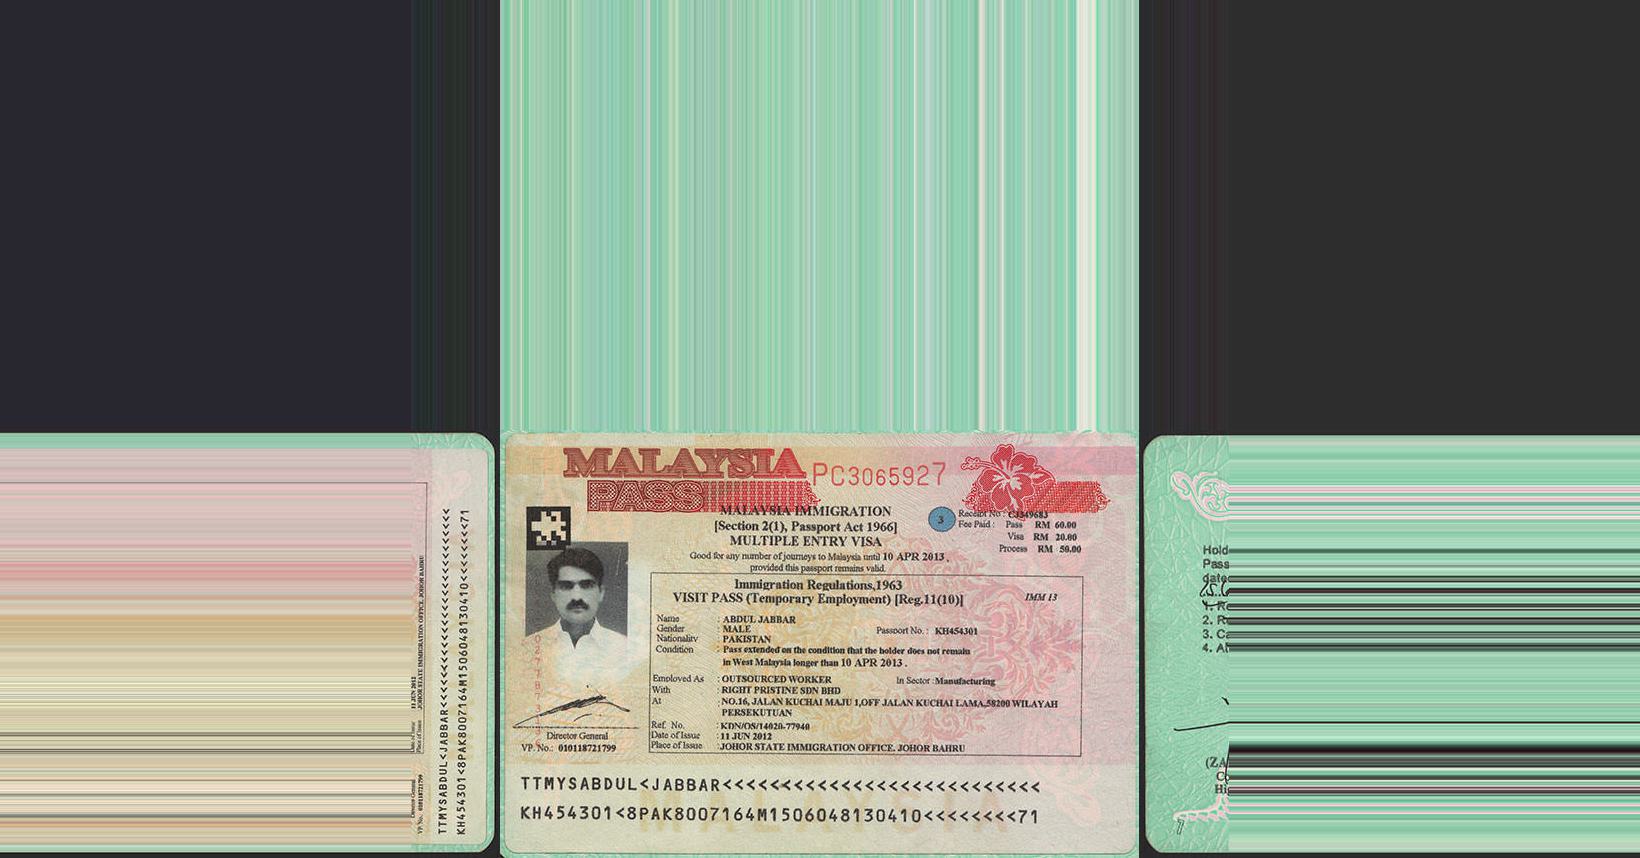 MALAYSIA PC3065927
PASS
MALAYSIA IMMIGRATION
[Section 2(1), Passport Act 1966]
MULTIPLE ENTRY VISA
Good for any number of journeys to Malaysia until 10 APR 2013 .
provided this passport remains valid.
3
Receipt No : CJ349683
Fee Paid : Pass RM 60.00
Visa RM 20.00
Process RM 50.00
Immigration Regulations,1963
VISIT PASS (Temporary Employment) [Reg.11(10)] IMM 13
Name : ABDUL JABBAR
Gender : MALE Passport No. : KH454301
Nationality : PAKISTAN
Condition : Pass extended on the condition that the holder does not remain
in West Malaysia longer than 10 APR 2013 .
Employed As : OUTSOURCED WORKER In Sector :Manufacturing
With : RIGHT PRISTINE SDN BHD
At : NO.16, JALAN KUCHAI MAJU 1,OFF JALAN KUCHAI LAMA,58200 WILAYAH
PERSEKUTUAN
Ref. No. : KDN/OS/14020-77940
Date of Issue : 11 JUN 2012
Place of Issue : JOHOR STATE IMMIGRATION OFFICE. JOHOR BAHRU
Director General
VP. No.: 010118721799
TTMYSABDUL<JABBAR<<<<<<<<<<<<<<<<<<<<<<<<<<<
KH454301<8PAK8007164M1506048130410<<<<<<<<71
MALAYSIA
11 JUN 2012
JOHOR STATE IMMIGRATION OFFICE. JOHOR BAHRU
Date of Issue
Place of Issue
Director General
VP. No.: 010118721799
TTMYSABDUL<JABBAR<<<<<<<<<<<<<<<<<<<<<<<<<<<
KH454301<8PAK8007164M1506048130410<<<<<<<<71
Hold
Pass
date
2. R
3. Ca
4. Al
(ZA
Co
Hi
7